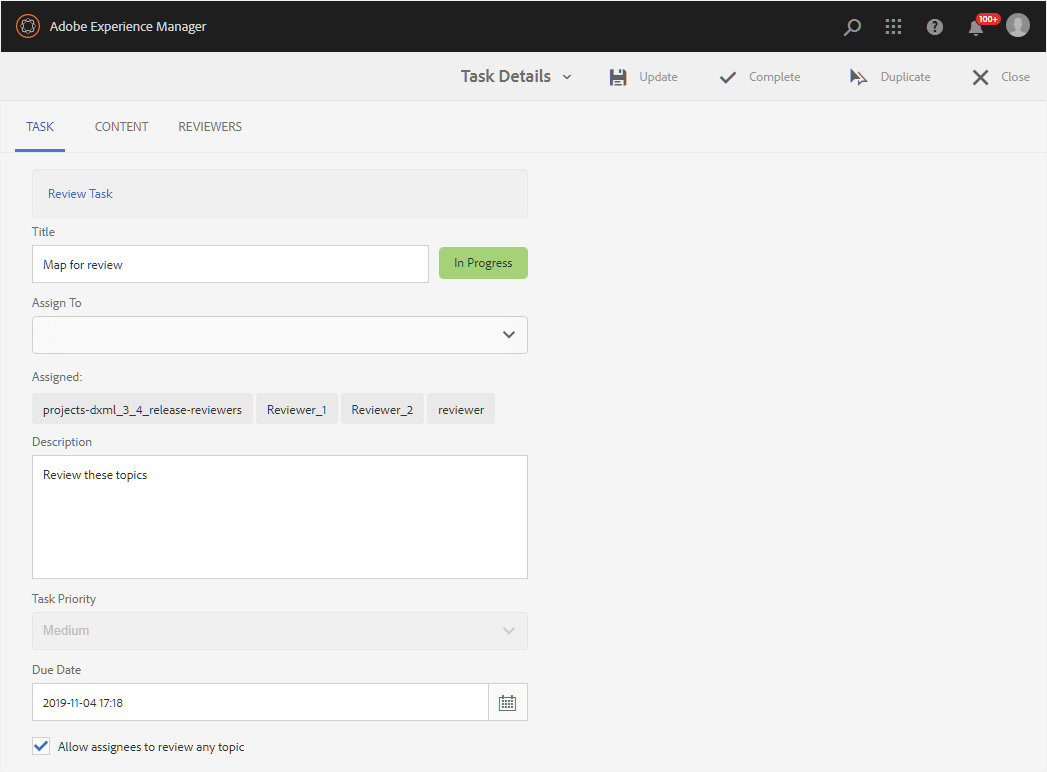 Adobe Experience Manager
100+
Task Details
Update
Complete
Duplicate
Close
TASK
CONTENT
REVIEWERS
Review Task
Title
Map for review
In Progress
Assign To
Assigned:
projects-dxml_3_4_release-reviewers
Reviewer_1
Reviewer_2
reviewer
Description
Review these topics
Task Priority
Medium
Due Date
2019-11-04 17:18
Allow assignees to review any topic